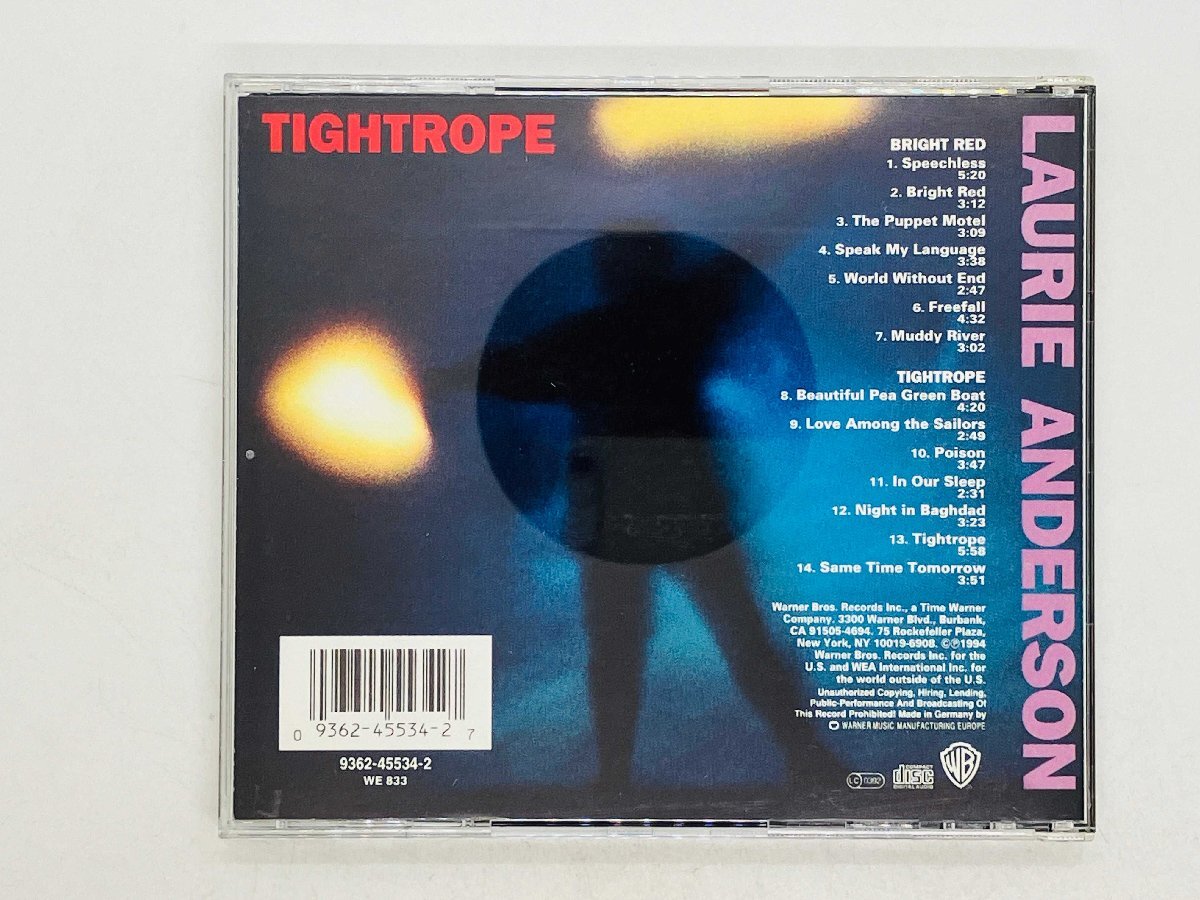 TIGHTROPE
LAURIE ANDERSON
BRIGHT RED
1. Speechless
5:20
2. Bright Red
3:12
3. The Puppet Motel
3:09
4. Speak My Language
3:38
5. World Without End
2:47
6. Freefall
4:32
7. Muddy River
3:02
TIGHTROPE
8. Beautiful Pea Green Boat
4:20
9. Love Among the Sailors
2:49
10. Poison
3:47
11. In Our Sleep
2:31
12. Night in Baghdad
3:23
13. Tightrope
5:58
14. Same Time Tomorrow
3:51
Warner Bros. Records Inc., a Time Warner
Company. 3300 Warner Blvd., Burbank,
CA 91505-4694. 75 Rockefeller Plaza,
New York, NY 10019-6908. ©℗1994
Warner Bros. Records Inc. for the
U.S. and WEA International Inc. for
the world outside of the U.S.
Unauthorized Copying, Hiring, Lending,
Public-Performance And Broadcasting Of
This Record Prohibited! Made in Germany by
WARNER MUSIC MANUFACTURING EUROPE
0 9362-45534-2 7
9362-45534-2
WE 833
LC 0392
COMPACT
disc
DIGITAL AUDIO
WB